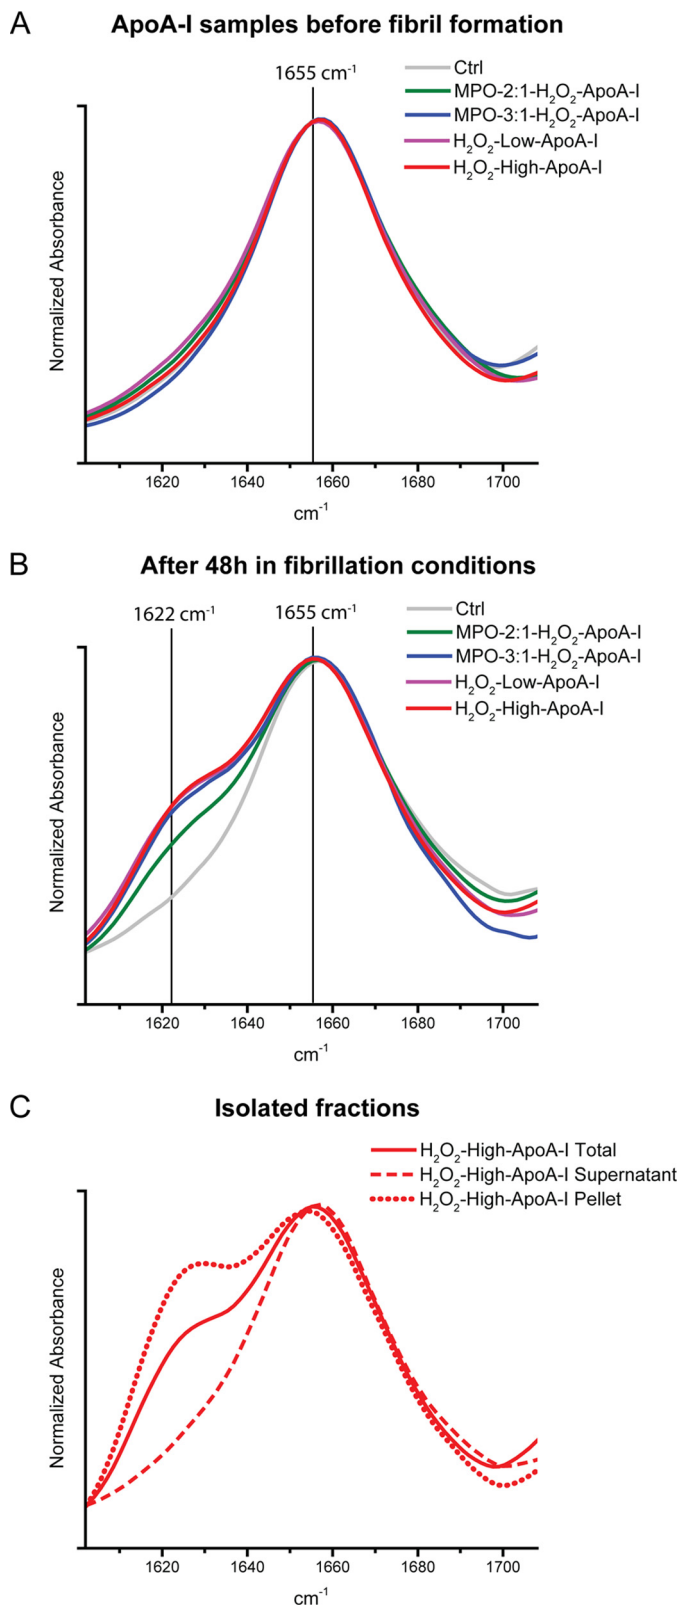 A
ApoA-I samples before fibril formation
1655 cm⁻¹
Ctrl
MPO-2:1-H₂O₂-ApoA-I
MPO-3:1-H₂O₂-ApoA-I
H₂O₂-Low-ApoA-I
H₂O₂-High-ApoA-I
Normalized Absorbance
1620 1640 1660 1680 1700
cm⁻¹
B
After 48h in fibrillation conditions
1622 cm⁻¹ 1655 cm⁻¹
Ctrl
MPO-2:1-H₂O₂-ApoA-I
MPO-3:1-H₂O₂-ApoA-I
H₂O₂-Low-ApoA-I
H₂O₂-High-ApoA-I
Normalized Absorbance
1620 1640 1660 1680 1700
cm⁻¹
C
Isolated fractions
H₂O₂-High-ApoA-I Total
H₂O₂-High-ApoA-I Supernatant
H₂O₂-High-ApoA-I Pellet
Normalized Absorbance
1620 1640 1660 1680 1700
cm⁻¹